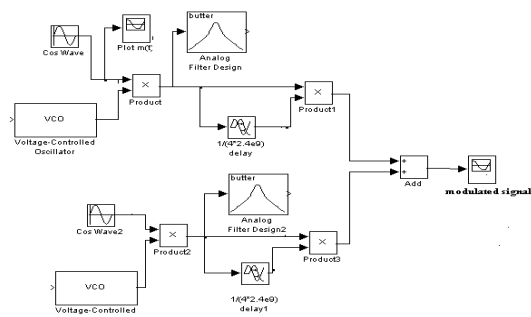 butter
Cos Wave
Plot m(t)
Analog
Filter Design
×
Product
×
Product1
VCO
Voltage-Controlled
Oscillator
1/(4*2.4e9)
delay
butter
+
+
Add
modulated signal
Analog
Filter Design2
Cos Wave2
×
Product2
×
Product3
VCO
Voltage-Controlled
1/(4*2.4e9)
delay1